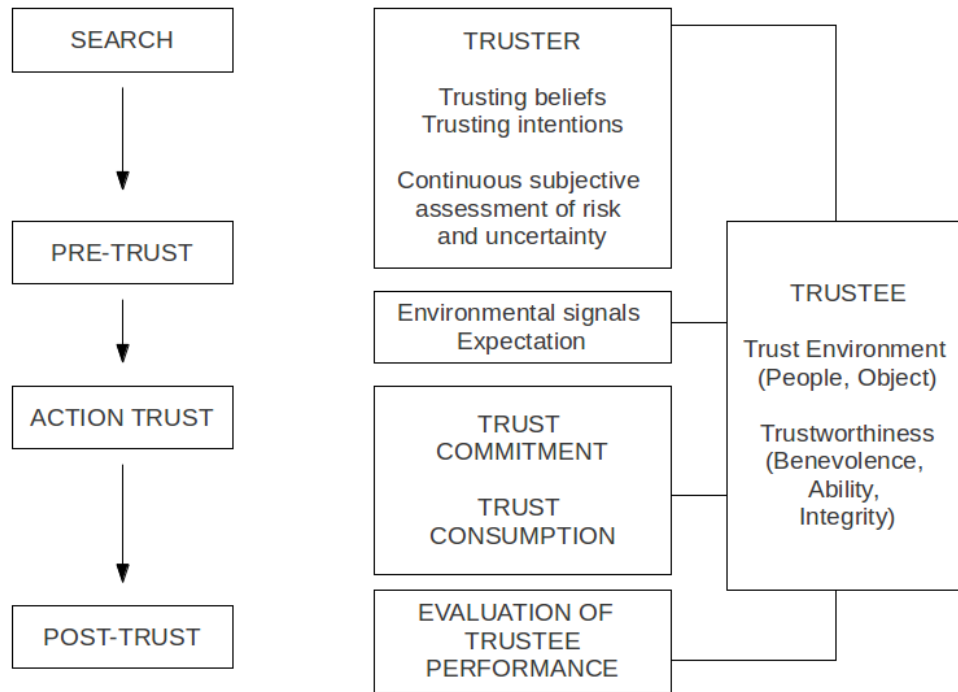 SEARCH
PRE-TRUST
ACTION TRUST
POST-TRUST
TRUSTER
Trusting beliefs
Trusting intentions
Continuous subjective
assessment of risk
and uncertainty
Environmental signals
Expectation
TRUST
COMMITMENT
TRUST
CONSUMPTION
EVALUATION OF
TRUSTEE
PERFORMANCE
TRUSTEE
Trust Environment
(People, Object)
Trustworthiness
(Benevolence,
Ability,
Integrity)